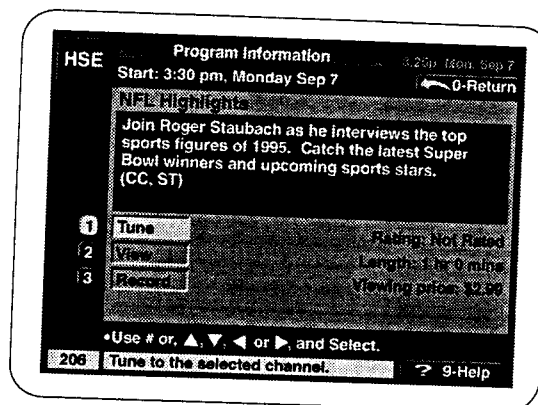 HSE
Program Information
3:20p Mon. Sep 7
Start: 3:30 pm, Monday Sep 7
0-Return
NFL Highlights
Join Roger Staubach as he interviews the top
sports figures of 1995. Catch the latest Super
Bowl winners and upcoming sports stars.
(CC, ST)
1 Tune
Rating: Not Rated
2 View
Length: 1 hr 0 mins
3 Record
Viewing price: $2.99
•Use # or, ▲,▼, ◀ or ▶, and Select.
206 Tune to the selected channel.
? 9-Help